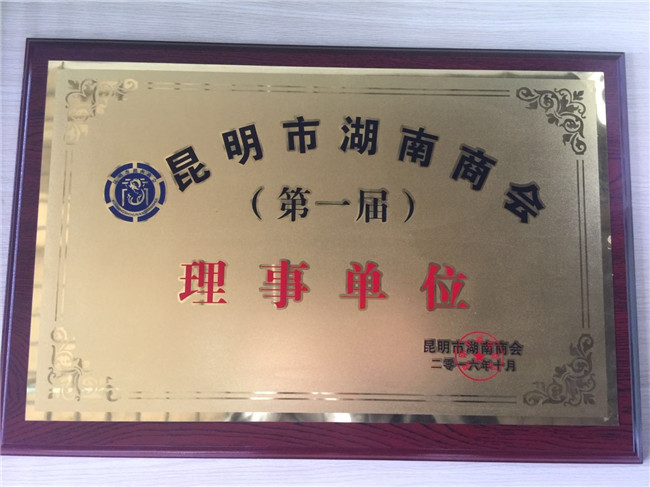 昆明市湖南商会
（第一届）
理事单位
昆明市湖南商会
二零一六年十月